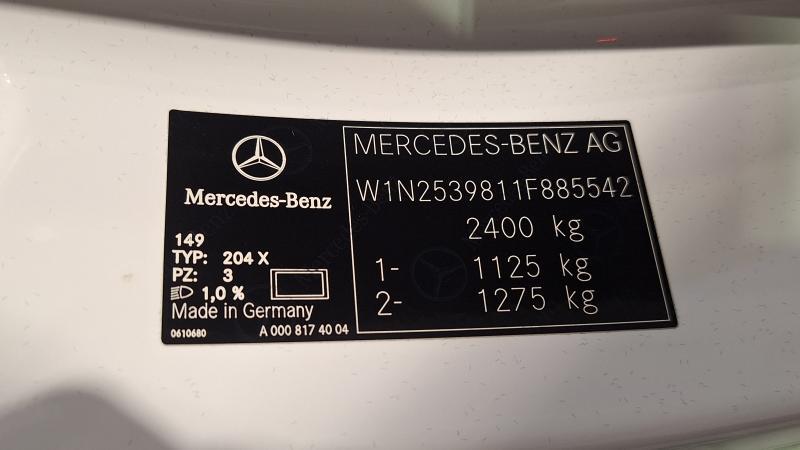 Mercedes-Benz
149
TYP: 204 X
PZ: 3
1,0 %
Made in Germany
0610680 A 000 817 40 04
MERCEDES-BENZ AG
W1N2539811F885542
2400 kg
1- 1125 kg
2- 1275 kg